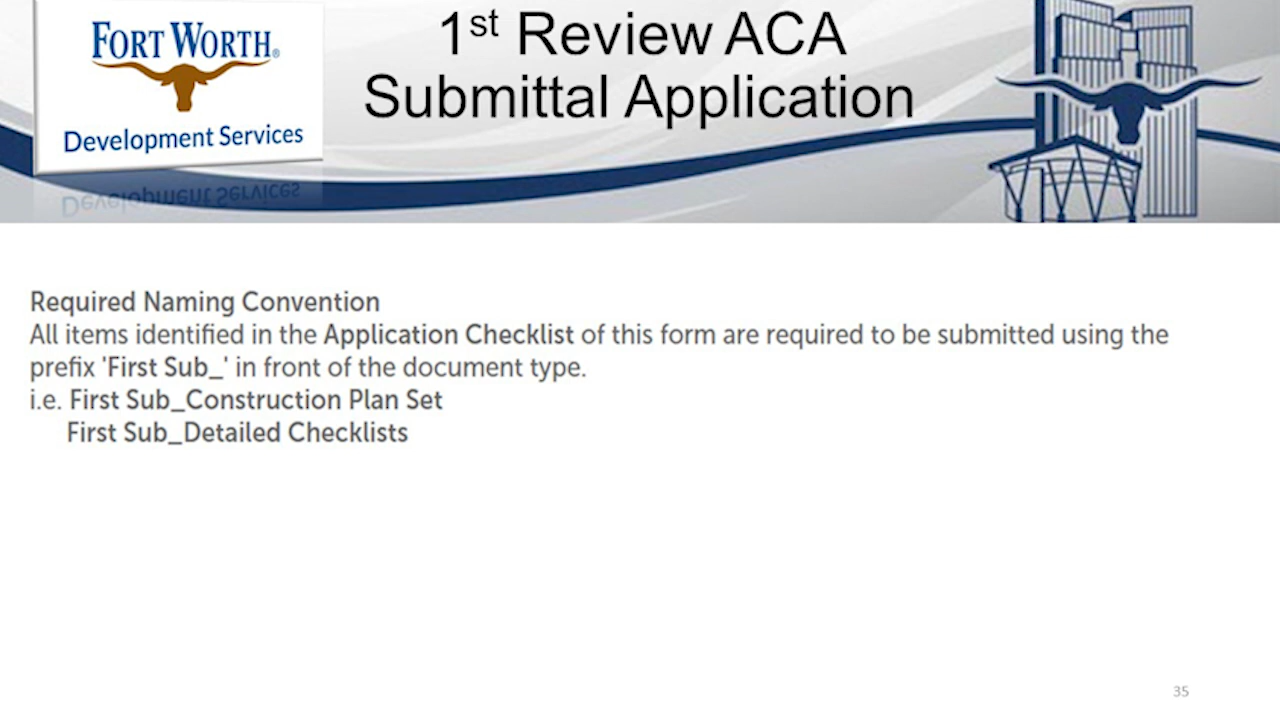 FORT WORTH®
Development Services
1st Review ACA
Submittal Application
Development Services
Required Naming Convention
All items identified in the Application Checklist of this form are required to be submitted using the
prefix 'First Sub_' in front of the document type.
i.e. First Sub_Construction Plan Set
First Sub_Detailed Checklists
35